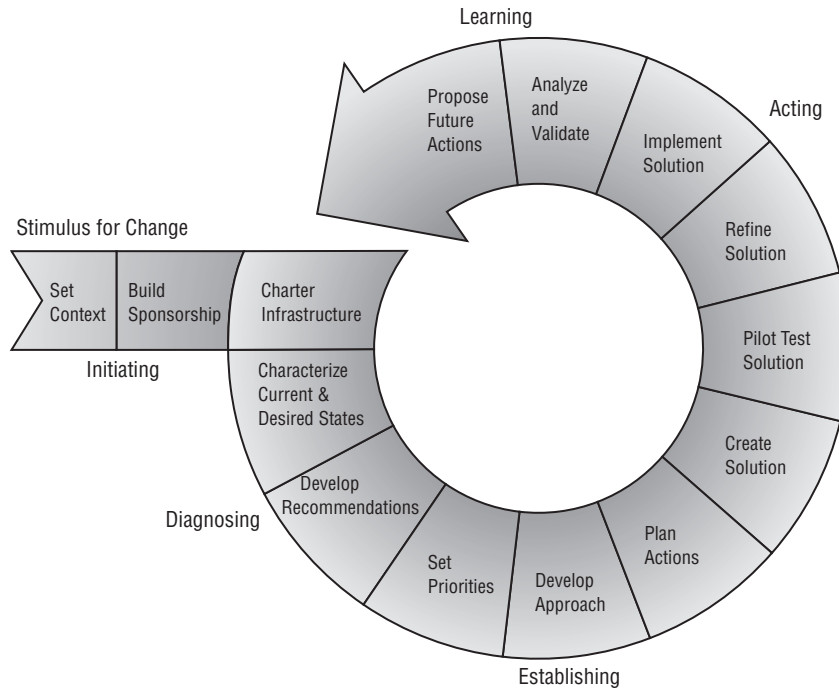 Learning
Acting
Propose
Future
Actions
Analyze
and
Validate
Implement
Solution
Refine
Solution
Pilot Test
Solution
Create
Solution
Plan
Actions
Develop
Approach
Set
Priorities
Develop
Recommendations
Characterize
Current &
Desired States
Charter
Infrastructure
Build
Sponsorship
Set
Context
Stimulus for Change
Initiating
Diagnosing
Establishing